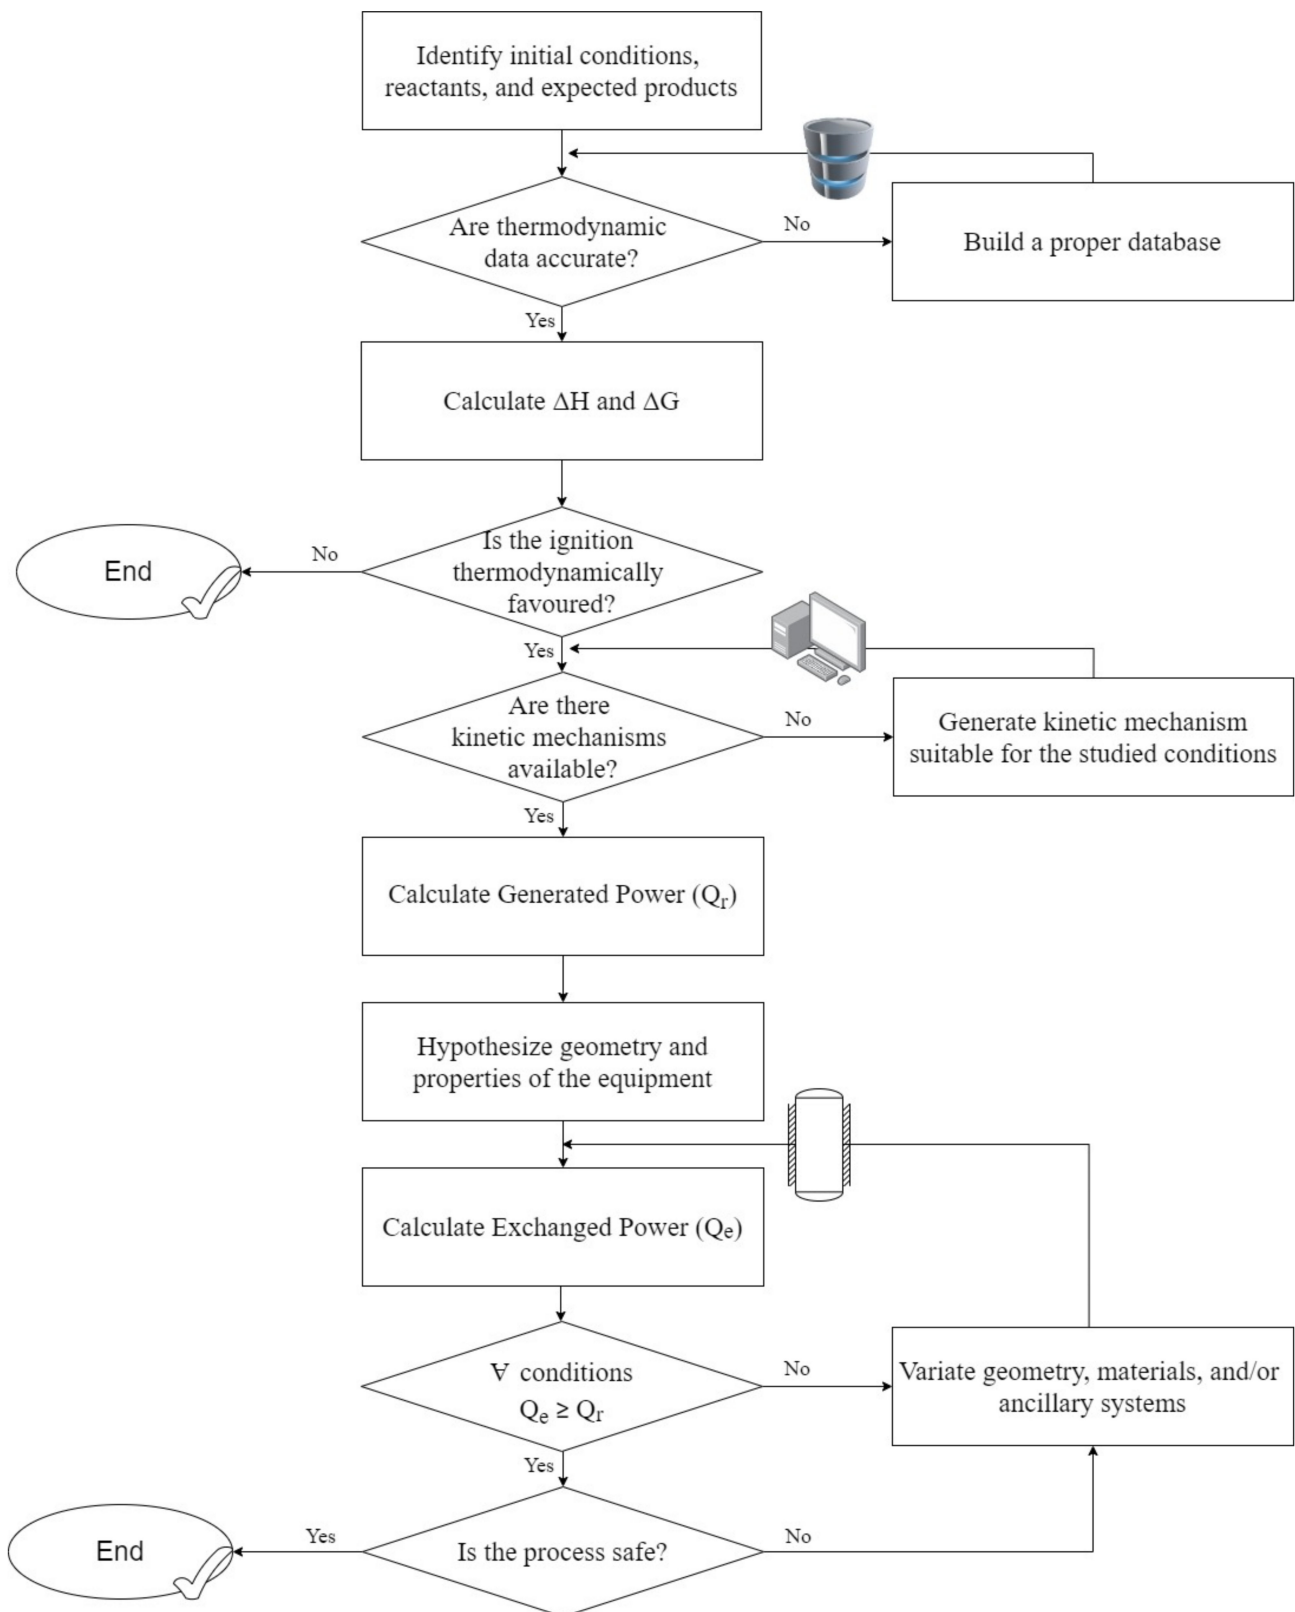 Identify initial conditions,
reactants, and expected products
Are thermodynamic
data accurate?
No
Build a proper database
Yes
Calculate ΔH and ΔG
Is the ignition
thermodynamically
favoured?
No
End
Yes
Are there
kinetic mechanisms
available?
No
Generate kinetic mechanism
suitable for the studied conditions
Yes
Calculate Generated Power (Qr)
Hypothesize geometry and
properties of the equipment
Calculate Exchanged Power (Qe)
∀ conditions
Qe ≥ Qr
No
Variate geometry, materials, and/or
ancillary systems
Yes
Is the process safe?
Yes
End
No